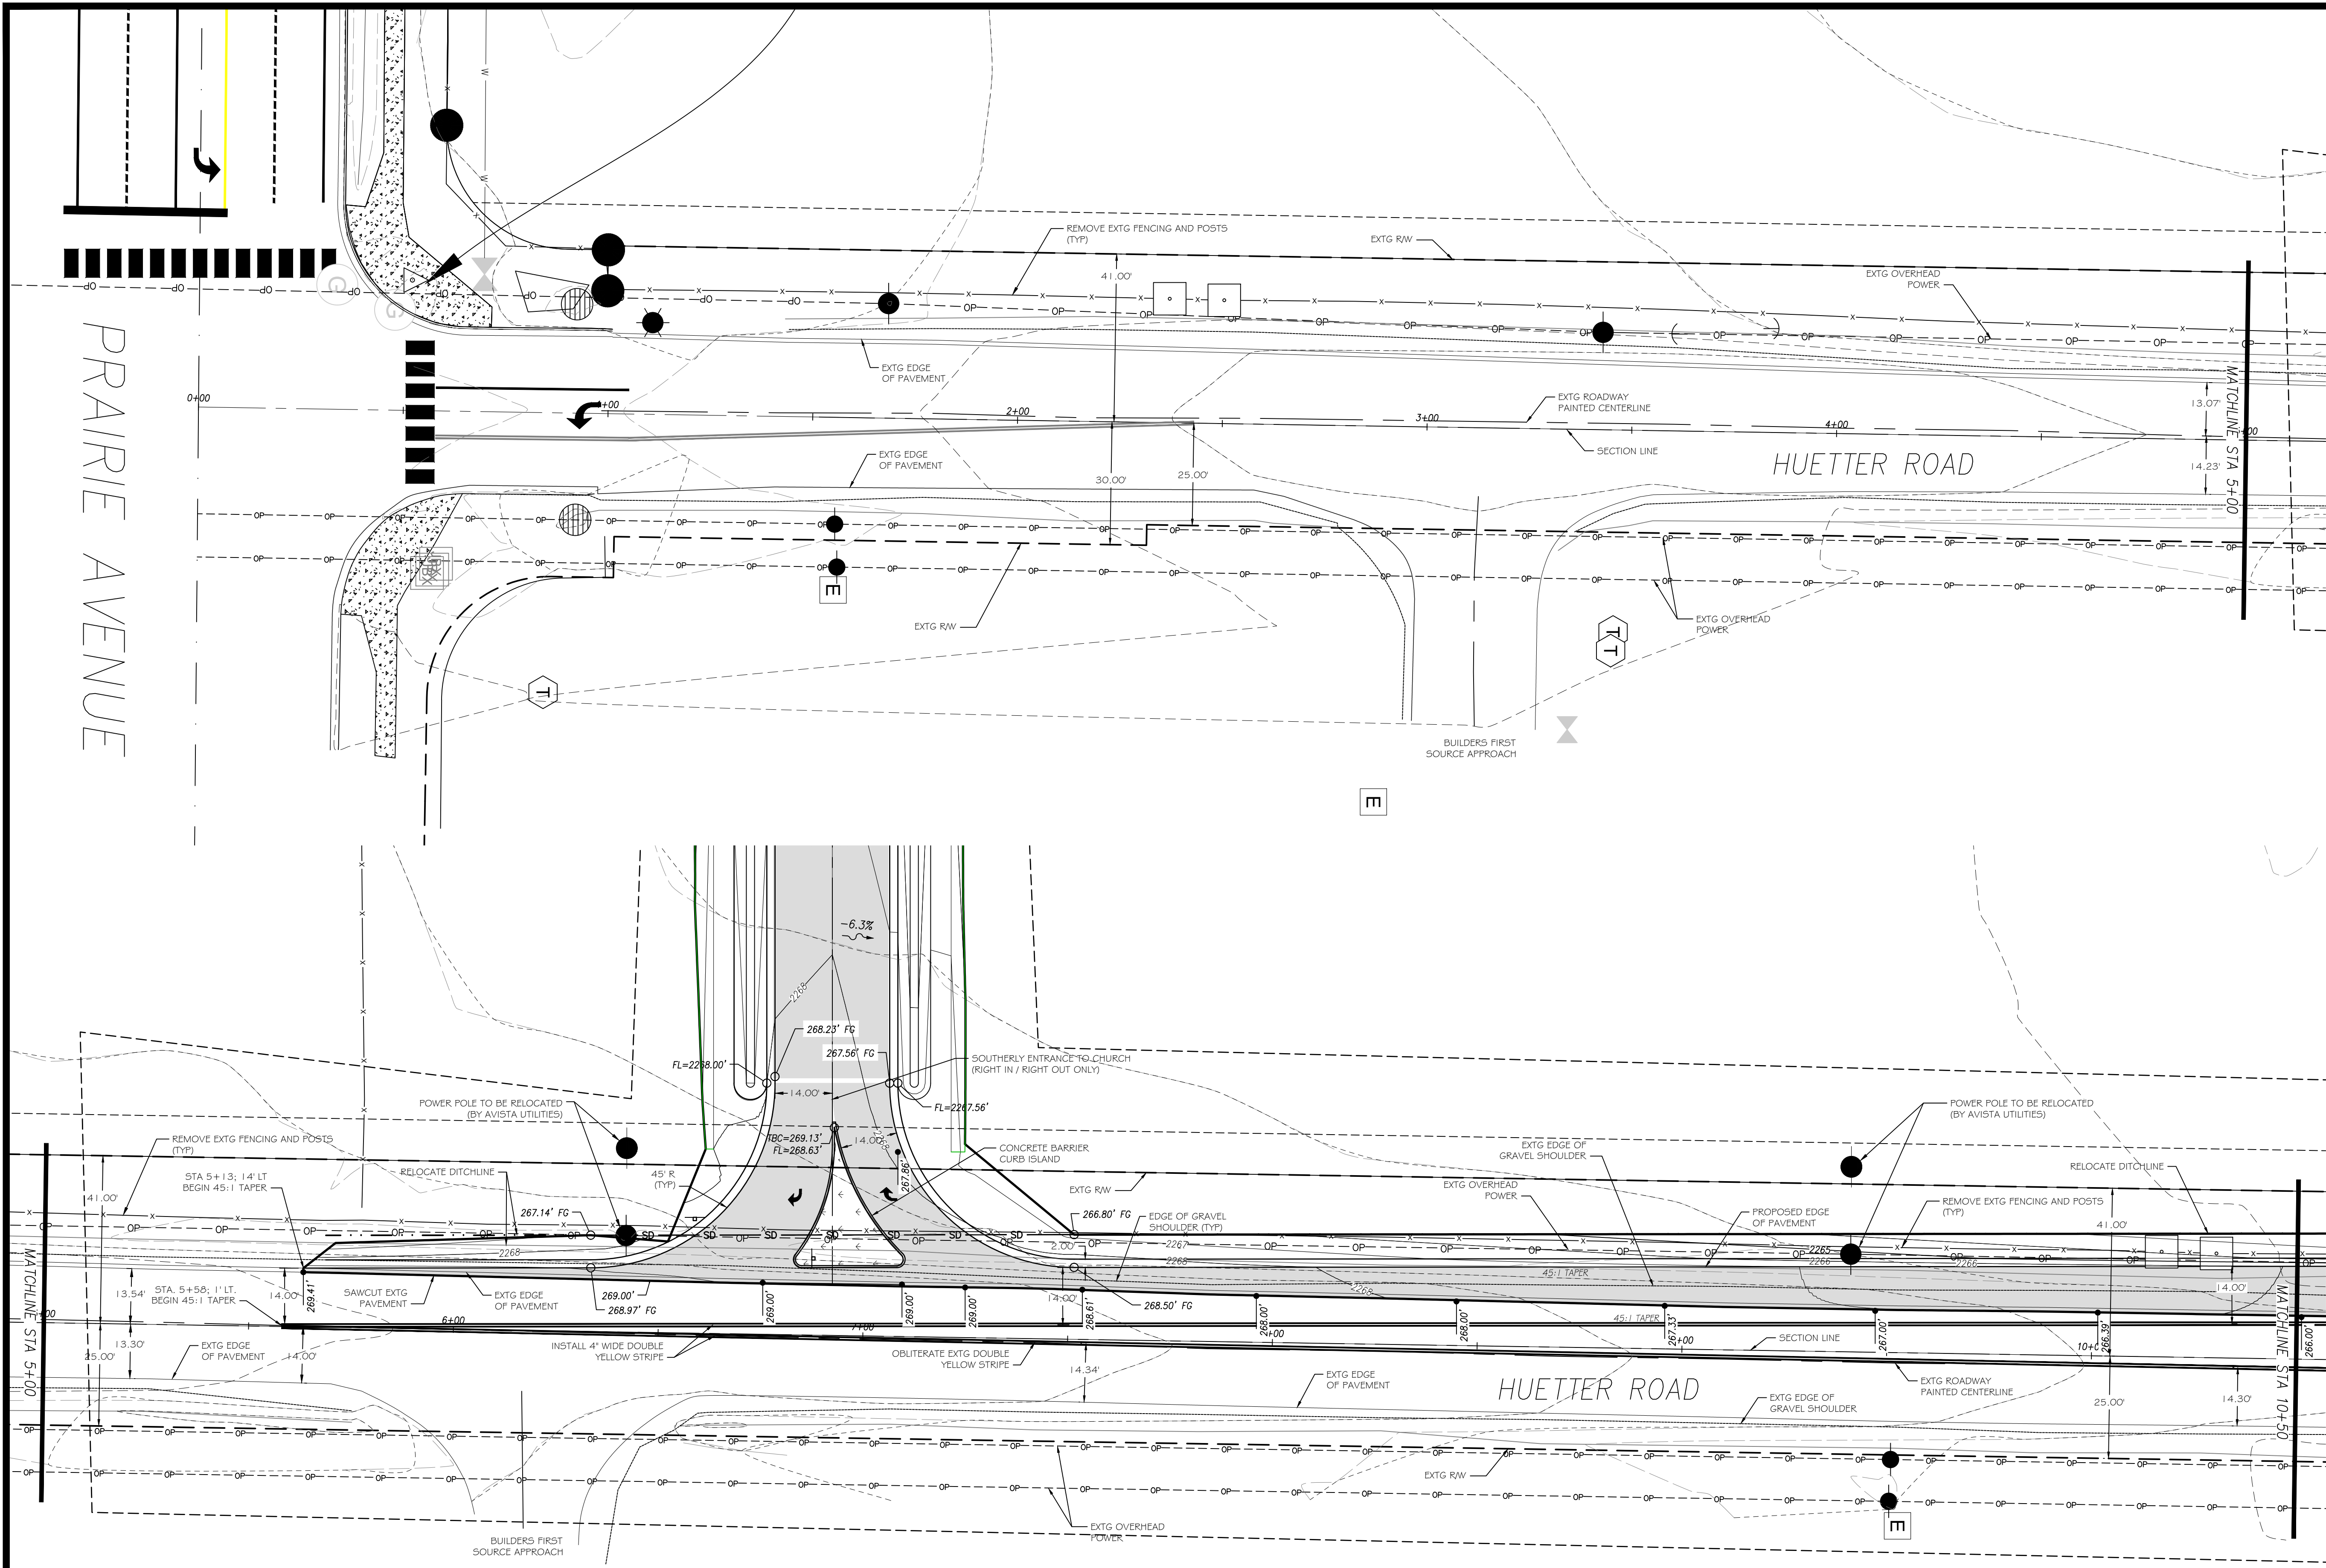 REMOVE EXTG FENCING AND POSTS
(TYP)
EXTG R/W
41.00'
EXTG OVERHEAD
POWER
W
W
G
G
PRAIRIE AVENUE
EXTG EDGE
OF PAVEMENT
0+00
2+00
EXTG ROADWAY
PAINTED CENTERLINE
3+00
4+00
13.07'
MATCHLINE STA 5+00
EXTG EDGE
OF PAVEMENT
SECTION LINE
HUETTER ROAD
14.23'
30.00'
25.00'
E
EXTG R/W
EXTG OVERHEAD
POWER
T
T
T
BUILDERS FIRST
SOURCE APPROACH
E
-6.3%
2268
268.23' FG
267.56' FG
SOUTHERLY ENTRANCE TO CHURCH
(RIGHT IN / RIGHT OUT ONLY)
FL=2268.00'
14.00'
FL=2267.56'
POWER POLE TO BE RELOCATED
(BY AVISTA UTILITIES)
POWER POLE TO BE RELOCATED
(BY AVISTA UTILITIES)
REMOVE EXTG FENCING AND POSTS
(TYP)
TBC=269.13'
FL=268.63'
14.00'
2268
CONCRETE BARRIER
CURB ISLAND
EXTG EDGE OF
GRAVEL SHOULDER
STA 5+13; 14' LT
BEGIN 45:1 TAPER
RELOCATE DITCHLINE
45' R
(TYP)
267.86'
EXTG R/W
EXTG OVERHEAD
POWER
RELOCATE DITCHLINE
41.00'
267.14' FG
266.80' FG
EDGE OF GRAVEL
SHOULDER (TYP)
PROPOSED EDGE
OF PAVEMENT
REMOVE EXTG FENCING AND POSTS
(TYP)
41.00'
SD SD SD SD SD SD SD
2268
2.00'
2267
2268
2265
2266
2266
45:1 TAPER
2268
MATCHLINE STA 5+00
13.54'
STA. 5+58; 1' LT.
BEGIN 45:1 TAPER
14.00'
269.41'
SAWCUT EXTG
PAVEMENT
EXTG EDGE
OF PAVEMENT
269.00'
268.97' FG
269.00'
269.00'
269.00'
14.00'
268.61'
268.50' FG
268.00'
268.00'
45:1 TAPER
267.33'
267.00'
266.39'
14.00'
266.00'
MATCHLINE STA 10+50
6+00
13.30'
25.00'
EXTG EDGE
OF PAVEMENT
14.00'
INSTALL 4" WIDE DOUBLE
YELLOW STRIPE
OBLITERATE EXTG DOUBLE
YELLOW STRIPE
14.34'
SECTION LINE
EXTG EDGE
OF PAVEMENT
HUETTER ROAD
EXTG ROADWAY
PAINTED CENTERLINE
EXTG EDGE OF
GRAVEL SHOULDER
25.00'
14.30'
EXTG R/W
EXTG OVERHEAD
POWER
E
BUILDERS FIRST
SOURCE APPROACH